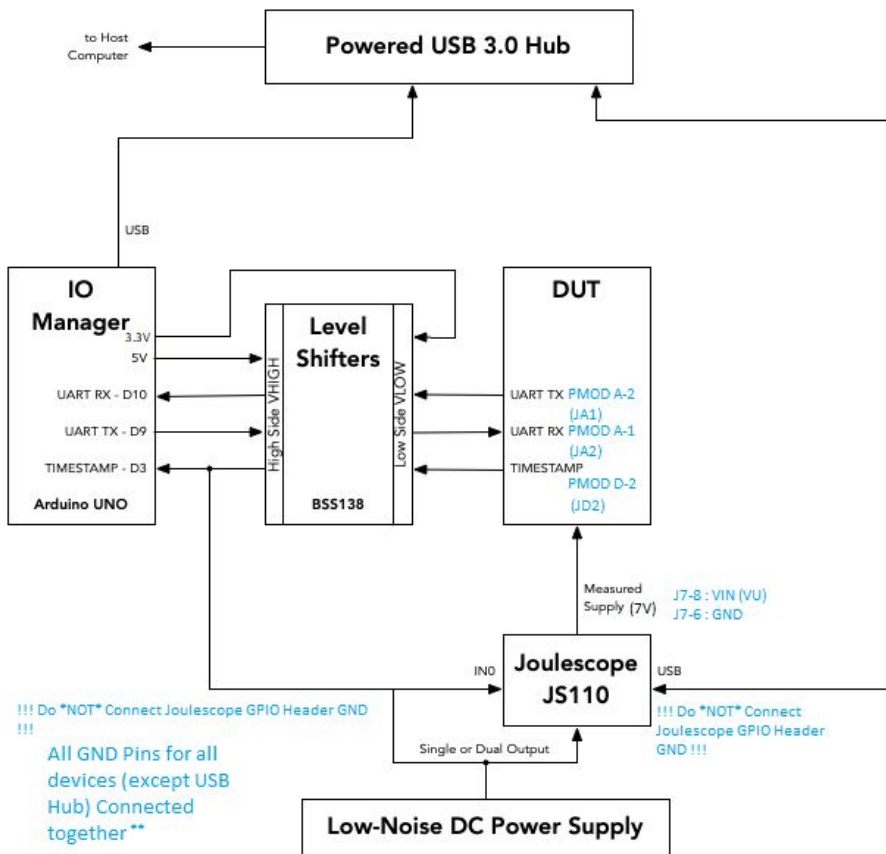 to Host
Computer
Powered USB 3.0 Hub
USB
IO
Manager
3.3V
5V
UART RX - D10
UART TX - D9
TIMESTAMP - D3
Arduino UNO
High Side VHIGH
Level
Shifters
BSS138
Low Side VLOW
DUT
UART TX PMOD A-2
(JA1)
UART RX PMOD A-1
(JA2)
TIMESTAMP
PMOD D-2
(JD2)
Measured
Supply (7V)
J7-8 : VIN (VU)
J7-6 : GND
IN0
Joulescope
JS110
USB
!!! Do *NOT* Connect Joulescope GPIO Header GND
!!!
!!! Do *NOT* Connect
Joulescope GPIO Header
GND !!!
All GND Pins for all
devices (except USB
Hub) Connected
together **
Single or Dual Output
Low-Noise DC Power Supply